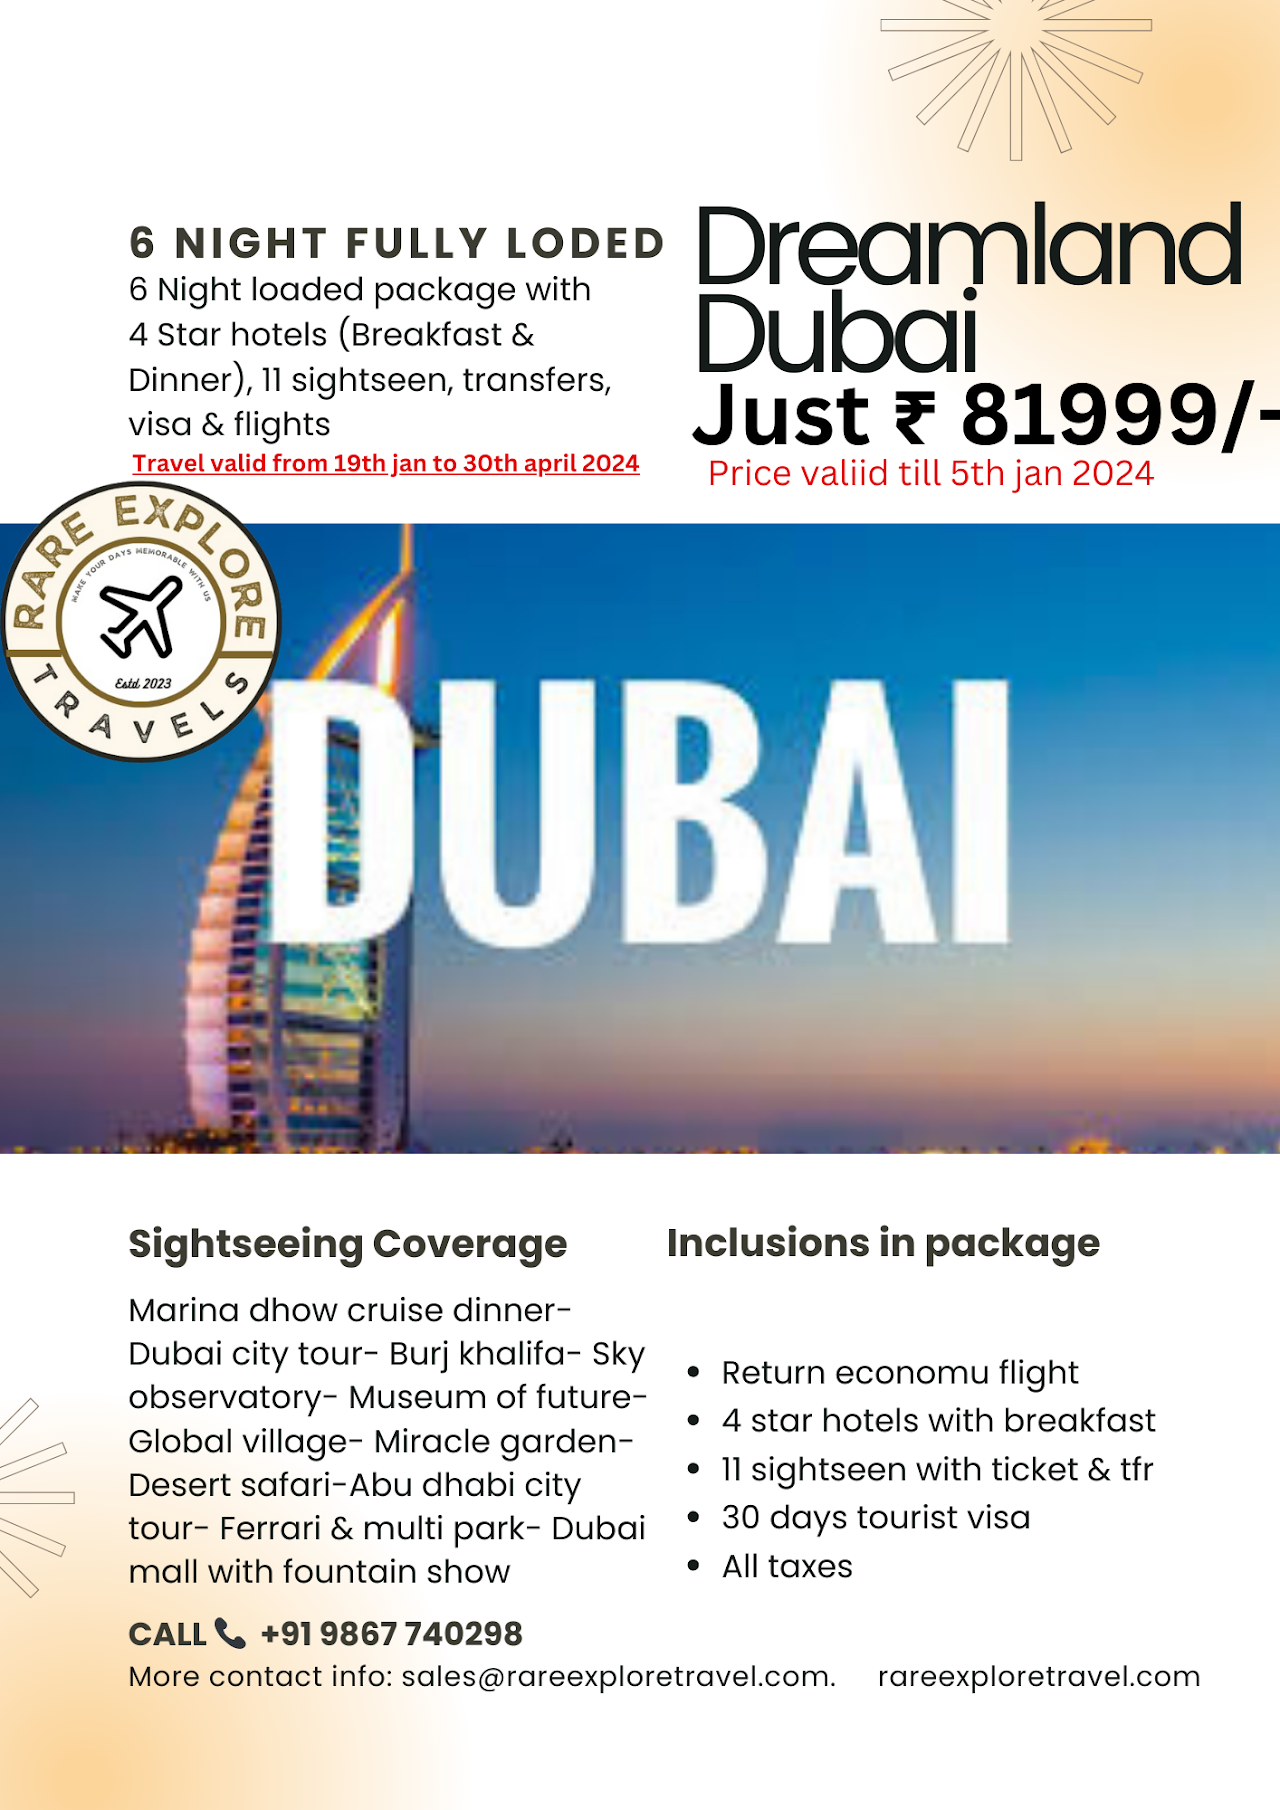 6 NIGHT FULLY LODED
6 Night loaded package with
4 Star hotels (Breakfast &
Dinner), 11 sightseen, transfers,
visa & flights
Travel valid from 19th jan to 30th april 2024
Dreamland
Dubai
Just ₹ 81999/-
Price valiid till 5th jan 2024
RARE EXPLORE
MAKE YOUR DAYS MEMORABLE WITH US
Estd 2023
TRAVELS
DUBAI
Sightseeing Coverage
Marina dhow cruise dinner-
Dubai city tour- Burj khalifa- Sky
observatory- Museum of future-
Global village- Miracle garden-
Desert safari-Abu dhabi city
tour- Ferrari & multi park- Dubai
mall with fountain show
Inclusions in package
• Return economu flight
• 4 star hotels with breakfast
• 11 sightseen with ticket & tfr
• 30 days tourist visa
• All taxes
CALL 📞 +91 9867 740298
More contact info: sales@rareexploretravel.com. rareexploretravel.com